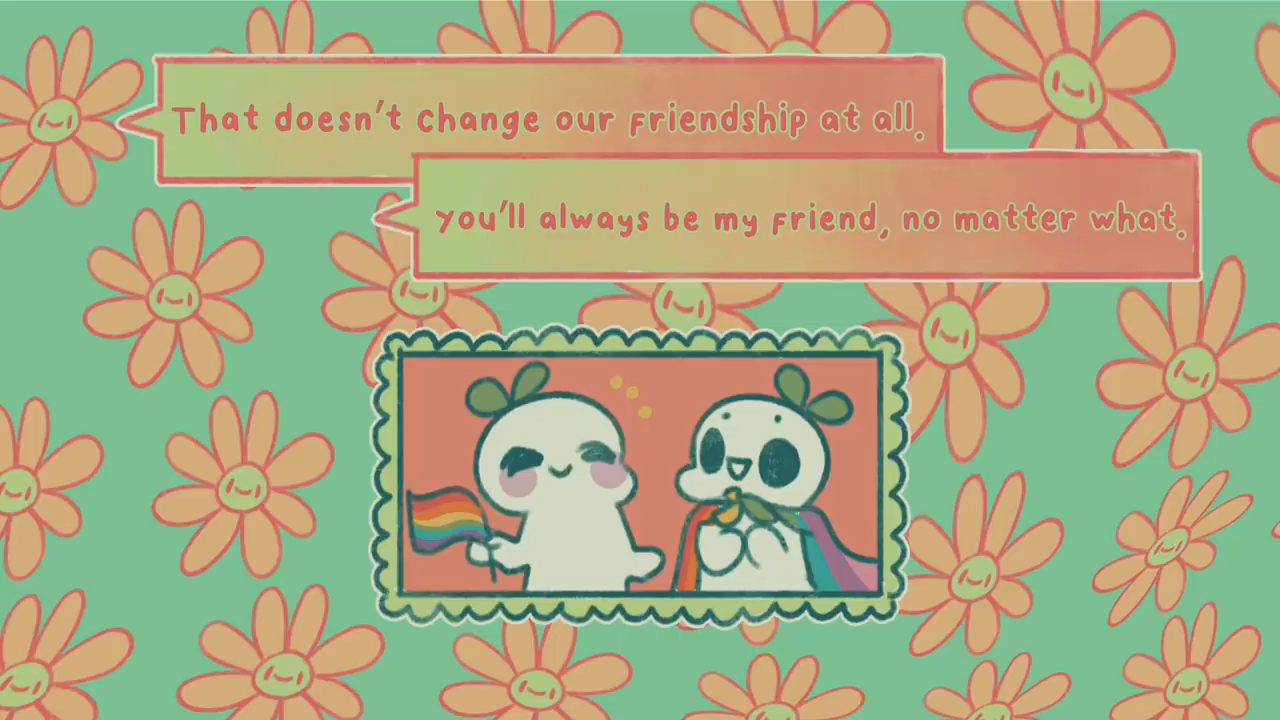 That doesn't change our friendship at all.
you'll always be my friend, no matter what.